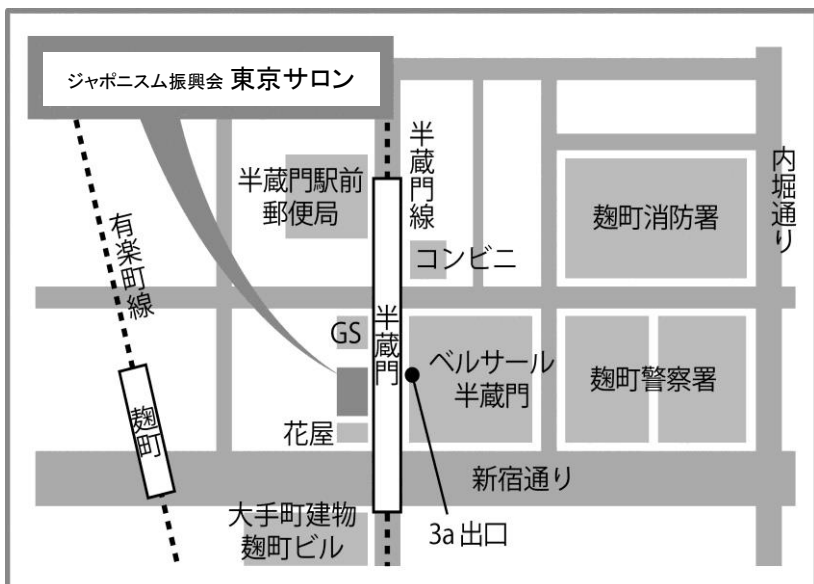 ジャポニスム振興会 東京サロン
半蔵門線
内堀通り
半蔵門駅前
郵便局
麹町消防署
有楽町線
コンビニ
GS
半蔵門
ベルサール
半蔵門
麹町警察署
麹町
花屋
新宿通り
大手町建物
麹町ビル
3a出口